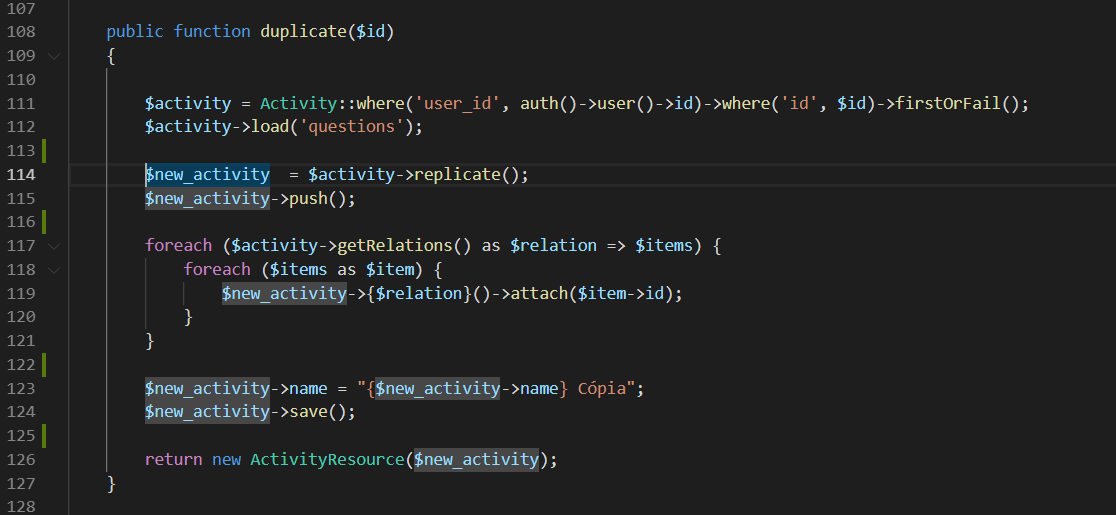 107
108 public function duplicate($id)
109 {
110
111 $activity = Activity::where('user_id', auth()->user()->id)->where('id', $id)->firstOrFail();
112 $activity->load('questions');
113
114 $new_activity  = $activity->replicate();
115 $new_activity->push();
116
117 foreach ($activity->getRelations() as $relation => $items) {
118 foreach ($items as $item) {
119 $new_activity->{$relation}()->attach($item->id);
120 }
121 }
122
123 $new_activity->name = "{$new_activity->name} Cópia";
124 $new_activity->save();
125
126 return new ActivityResource($new_activity);
127 }
128